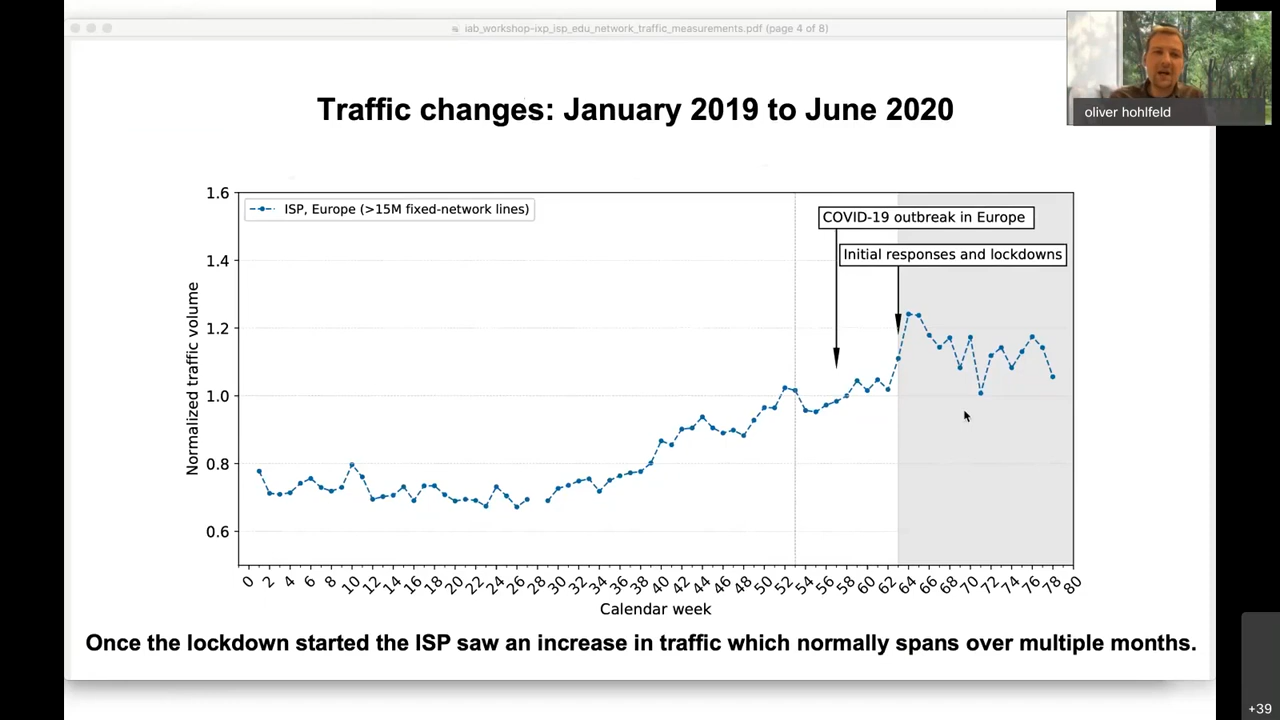 iab_workshop-ixp_isp_edu_network_traffic_measurements.pdf (page 4 of 8)
oliver hohlfeld
Traffic changes: January 2019 to June 2020
1.6
1.4
1.2
1.0
0.8
0.6
Normalized traffic volume
ISP, Europe (>15M fixed-network lines)
COVID-19 outbreak in Europe
Initial responses and lockdowns
0 2 4 6 8 10 12 14 16 18 20 22 24 26 28 30 32 34 36 38 40 42 44 46 48 50 52 54 56 58 60 62 64 66 68 70 72 74 76 78 80
Calendar week
Once the lockdown started the ISP saw an increase in traffic which normally spans over multiple months.
+39